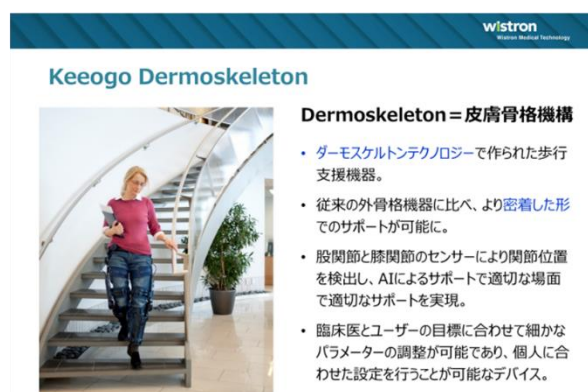 wistron
Wistron Medical Technology
Keeogo Dermoskeleton
Dermoskeleton＝皮膚骨格機構
• ダーモスケルトンテクノロジーで作られた歩行
支援機器。
• 従来の外骨格機器に比べ、より密着した形
でのサポートが可能に。
• 股関節と膝関節のセンサーにより関節位置
を検出し、AIによるサポートで適切な場面
で適切なサポートを実現。
• 臨床医とユーザーの目標に合わせて細かな
パラメーターの調整が可能であり、個人に合
わせた設定を行うことが可能なデバイス。